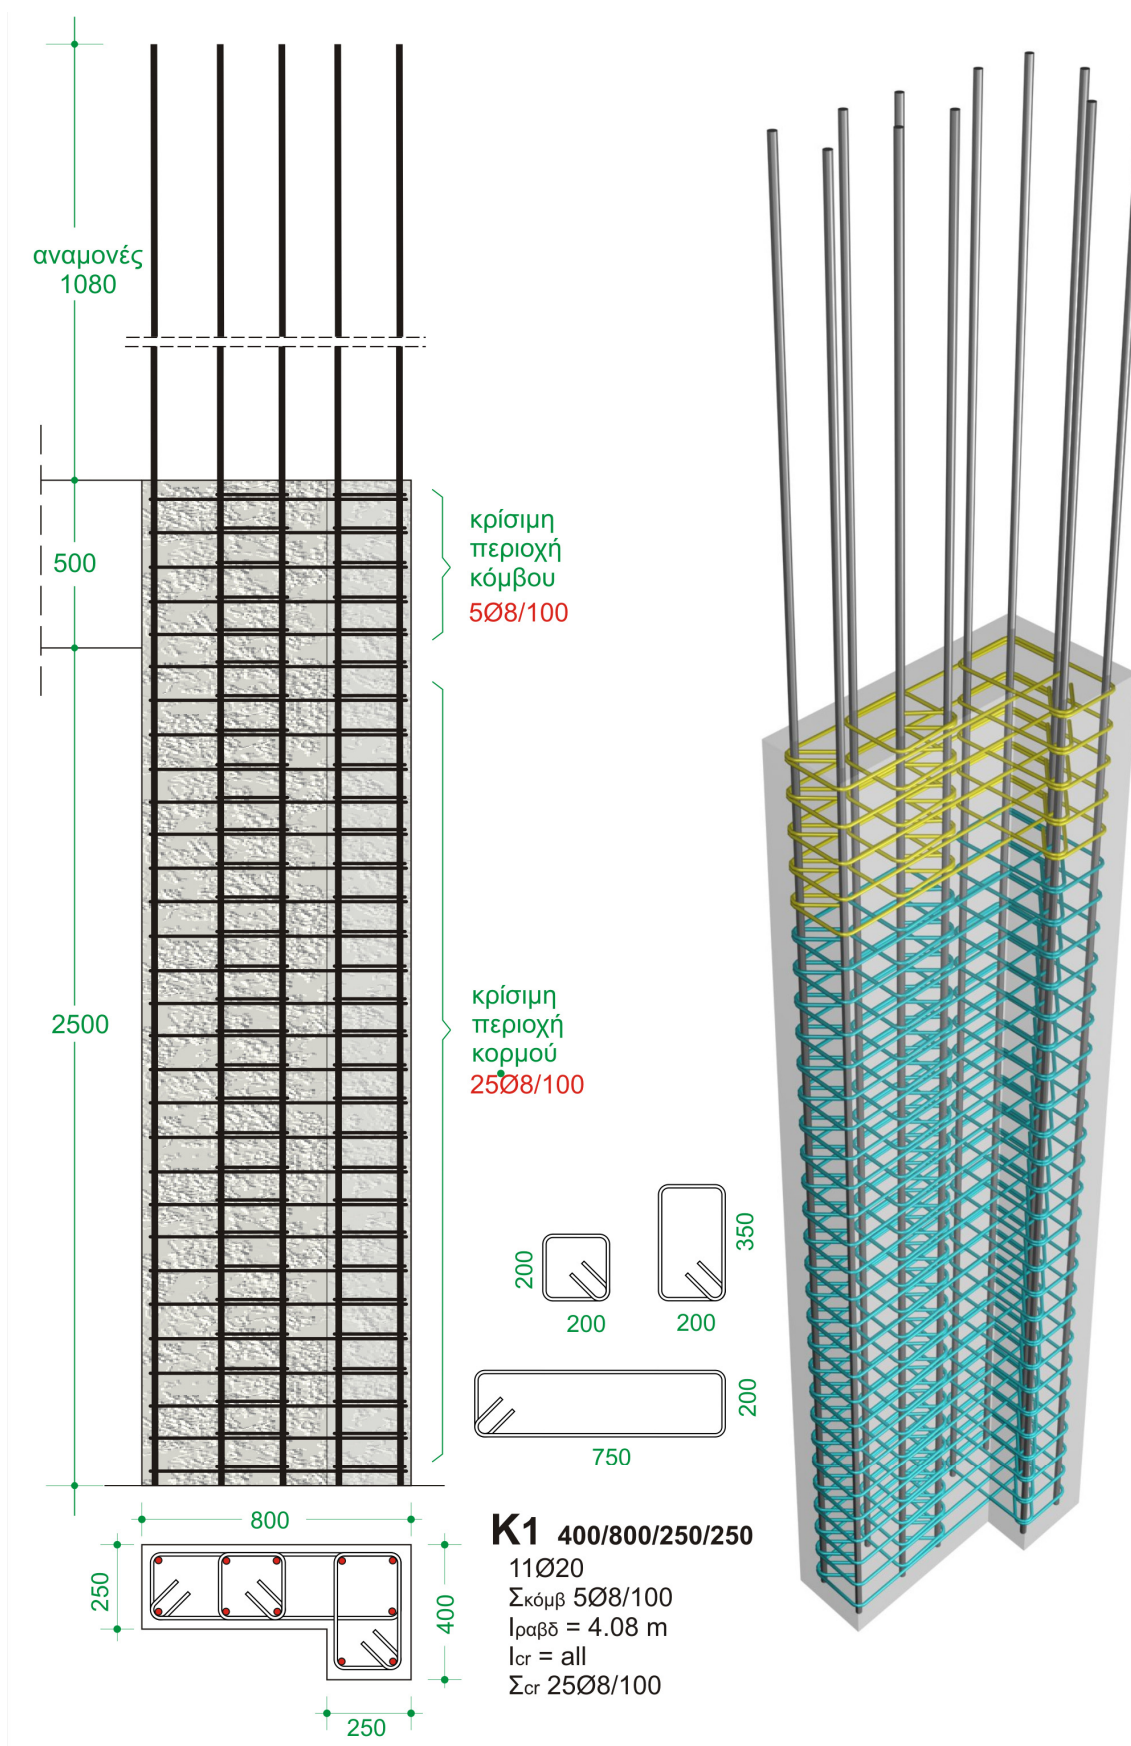 αναμονές
1080
500
κρίσιμη
περιοχή
κόμβου
5Ø8/100
2500
κρίσιμη
περιοχή
κορμού
25Ø8/100
200
200
350
200
200
750
800
250
400
250
K1 400/800/250/250
11Ø20
Σκόμβ 5Ø8/100
lραβδ = 4.08 m
lcr = all
Σcr 25Ø8/100